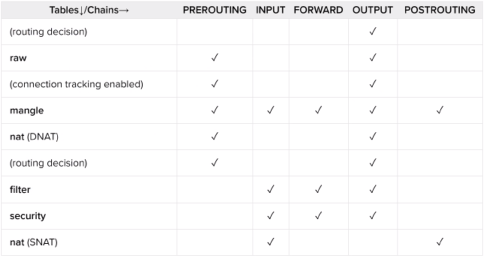 Tables↓/Chains→ PREROUTING INPUT FORWARD OUTPUT POSTROUTING
(routing decision) ✓
raw ✓ ✓
(connection tracking enabled) ✓ ✓
mangle ✓ ✓ ✓ ✓ ✓
nat (DNAT) ✓ ✓
(routing decision) ✓ ✓
filter ✓ ✓ ✓
security ✓ ✓ ✓
nat (SNAT) ✓ ✓